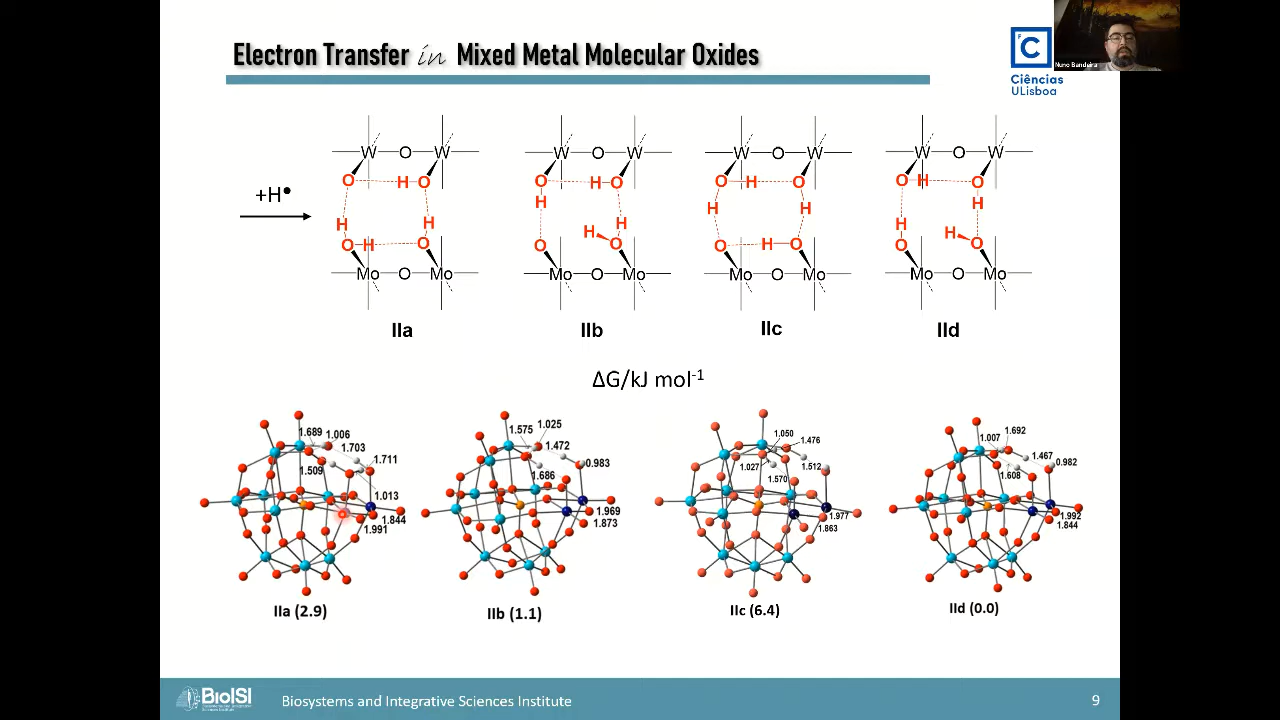 Electron Transfer in Mixed Metal Molecular Oxides
C
Ciências
ULisboa
Nuno Bandeira
+H•
W O W
O H O
H H
O H O
Mo O Mo
IIa
W O W
O H O
H H
H
O O
Mo O Mo
IIb
W O W
O H O
H H
O H O
Mo O Mo
IIc
W O W
O H O
H
H H
O O
Mo O Mo
IId
ΔG/kJ mol-1
1.689 1.006
1.703
1.711
1.509
1.013
1.844
1.991
IIa (2.9)
1.575 1.025
1.472
0.983
1.686
1.969
1.873
IIb (1.1)
1.050
1.476
1.027 1.512
1.570
1.977
1.863
IIc (6.4)
1.007 1.692
1.467
0.982
1.608
1.992
1.844
IId (0.0)
BioISI
Biosystems and Integrative Sciences Institute
9